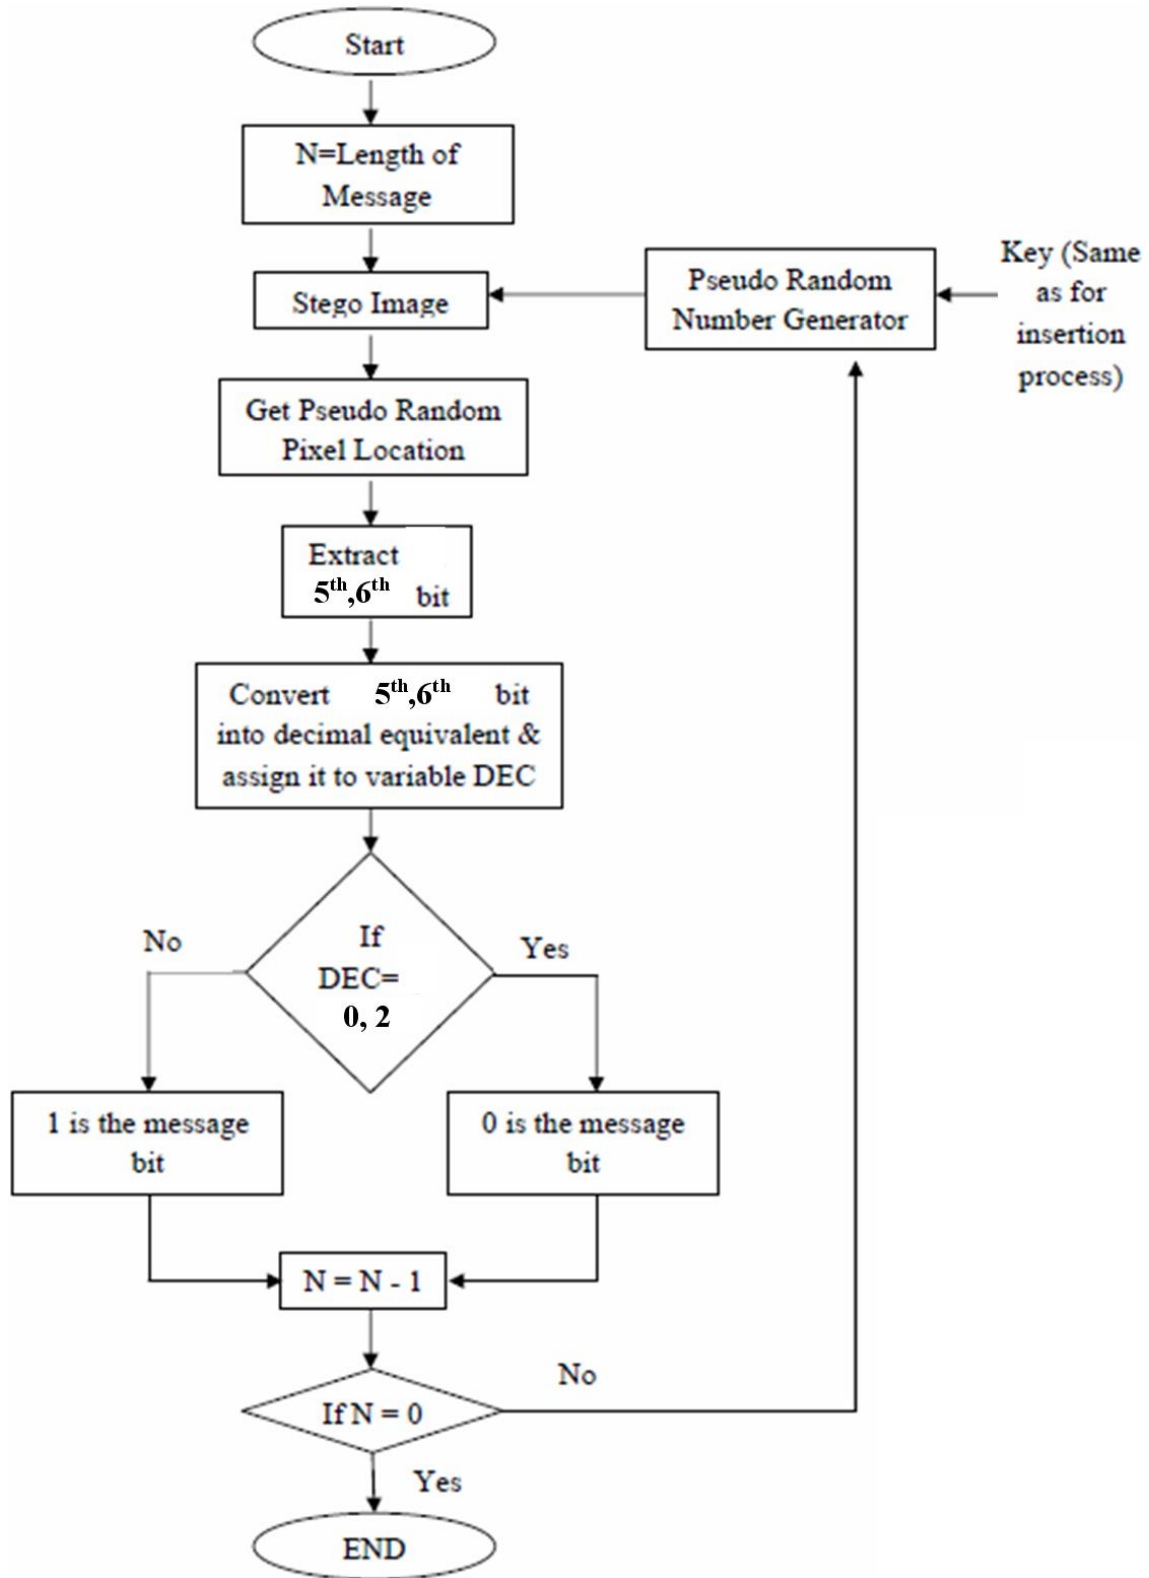 Start
N=Length of
Message
Stego Image
Pseudo Random
Number Generator
Key (Same
as for
insertion
process)
Get Pseudo Random
Pixel Location
Extract
5th,6th bit
Convert 5th,6th bit
into decimal equivalent &
assign it to variable DEC
If
DEC=
0, 2
No
Yes
1 is the message
bit
0 is the message
bit
N = N - 1
If N = 0
No
Yes
END